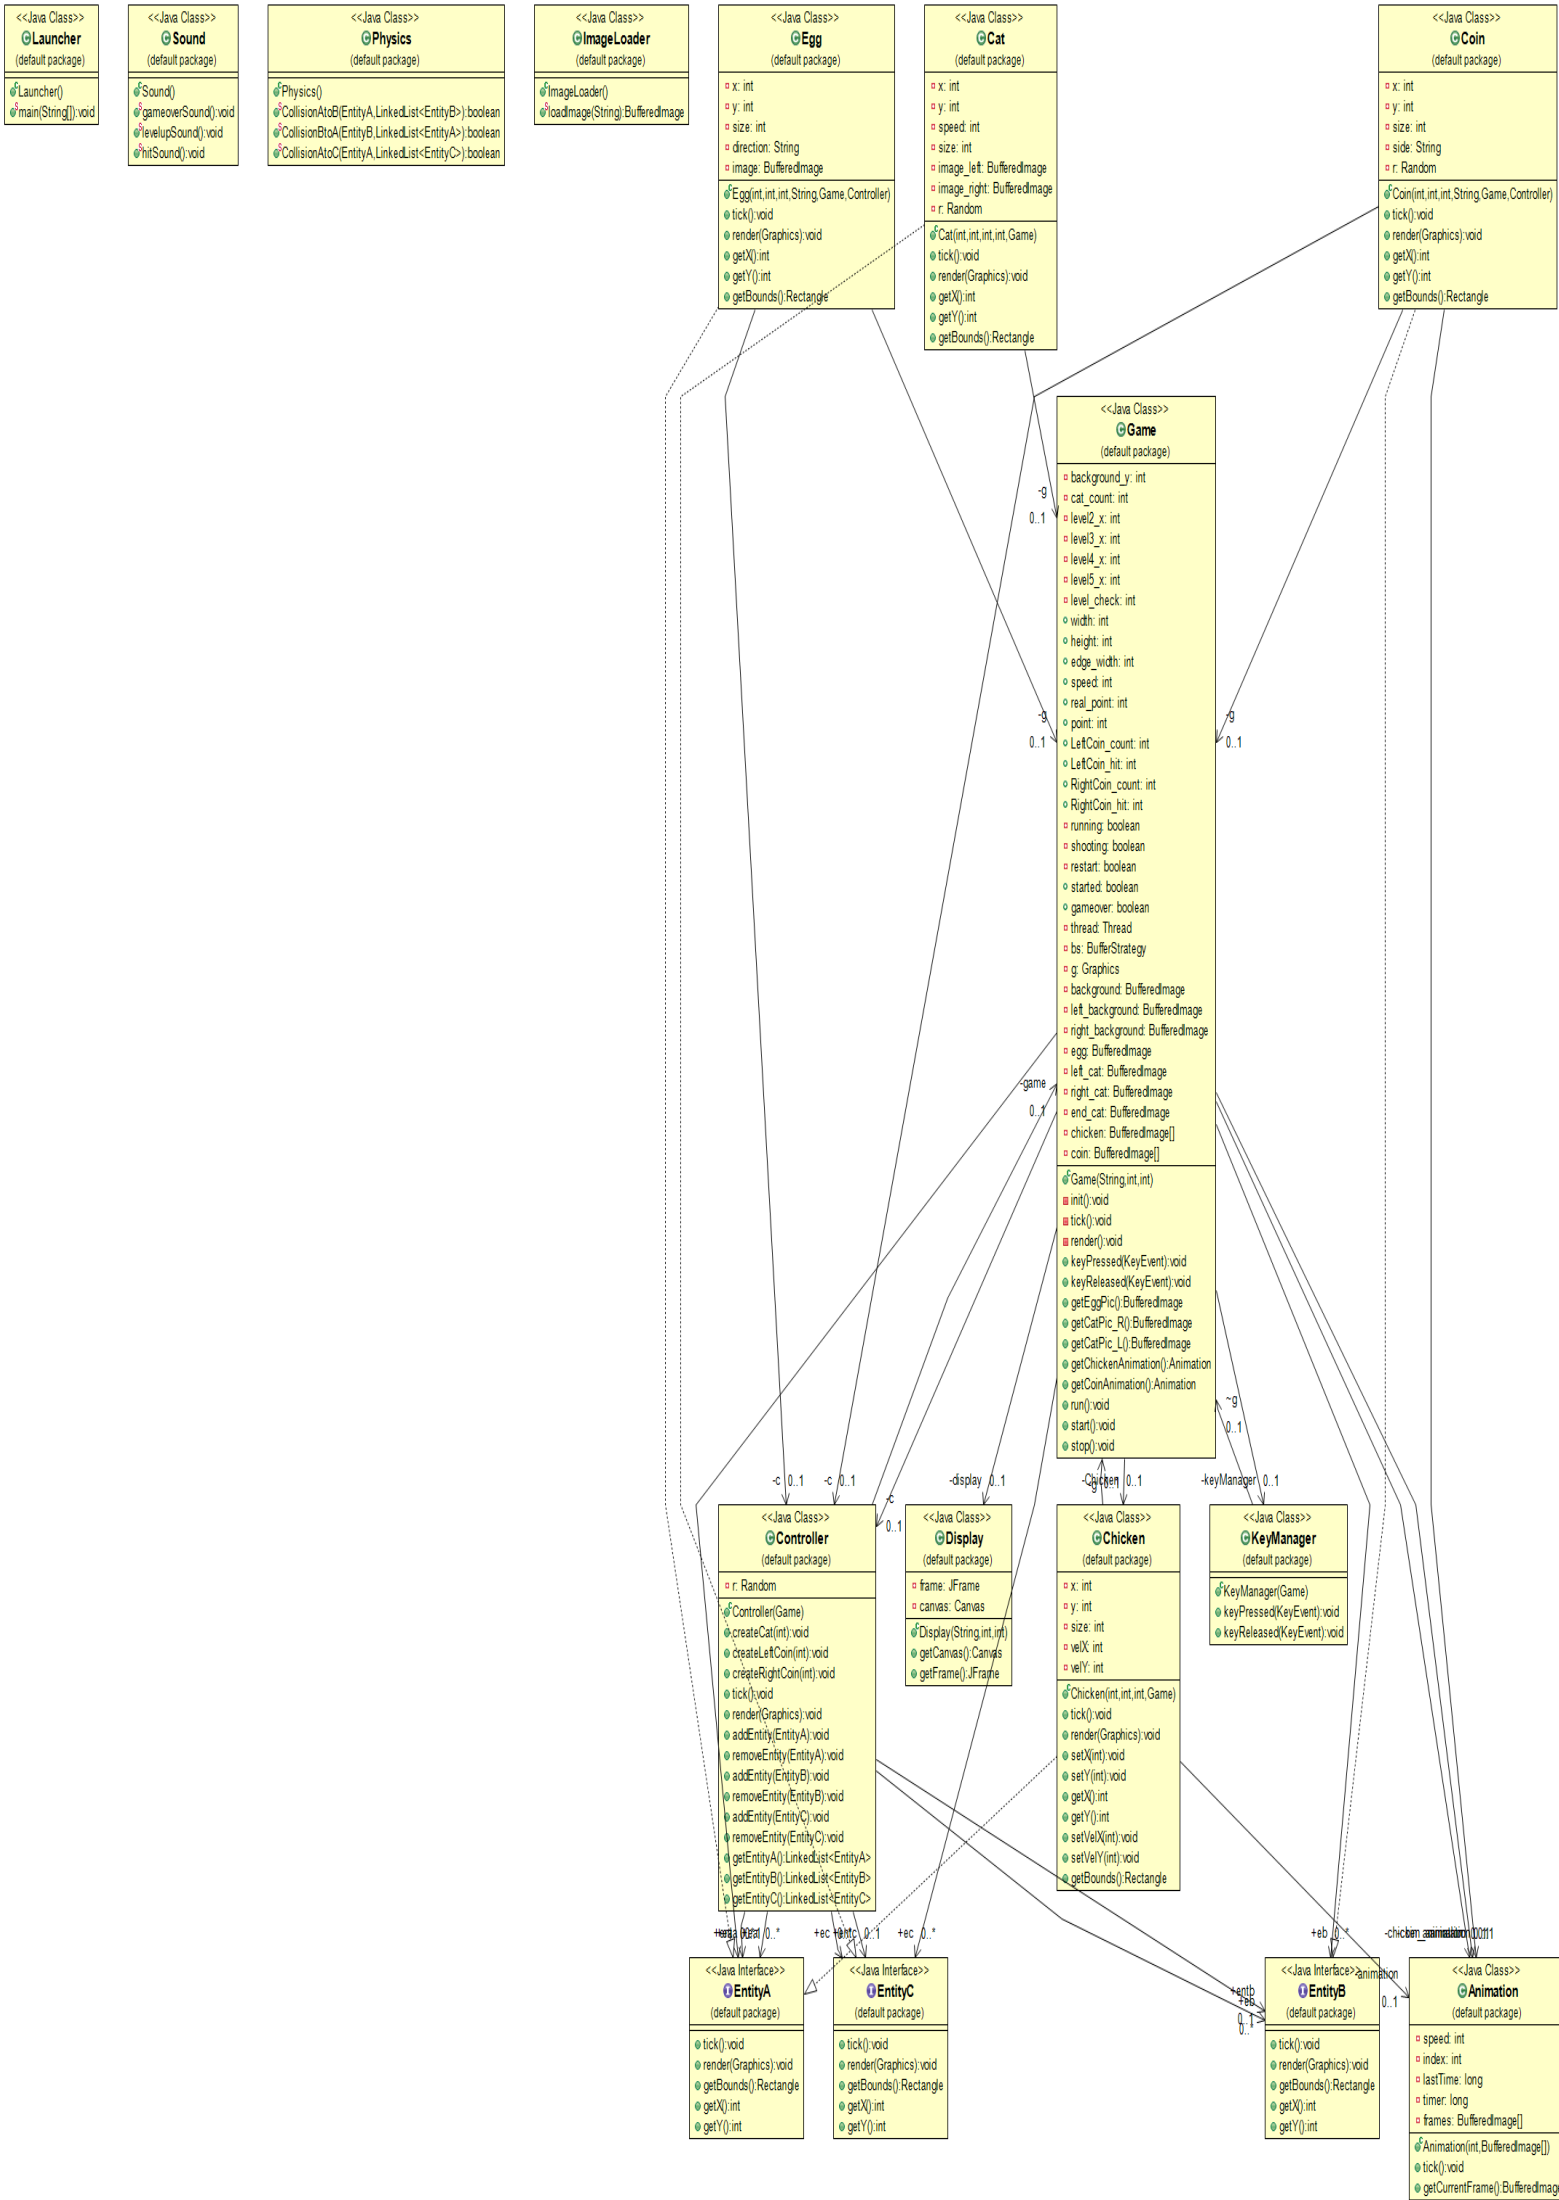 <<Java Class>>
Launcher
(default package)
Launcher()
main(String[]):void
<<Java Class>>
Sound
(default package)
Sound()
gameoverSound():void
levelupSound():void
hitSound():void
<<Java Class>>
Physics
(default package)
Physics()
CollisionAtoB(EntityA,LinkedList<EntityB>):boolean
CollisionBtoA(EntityB,LinkedList<EntityA>):boolean
CollisionAtoC(EntityA,LinkedList<EntityC>):boolean
<<Java Class>>
ImageLoader
(default package)
ImageLoader()
loadImage(String):BufferedImage
<<Java Class>>
Egg
(default package)
x: int
y: int
size: int
direction: String
image: BufferedImage
Egg(int,int,int,String,Game,Controller)
tick():void
render(Graphics):void
getX():int
getY():int
getBounds():Rectangle
<<Java Class>>
Cat
(default package)
x: int
y: int
speed: int
size: int
image_left: BufferedImage
image_right: BufferedImage
r: Random
Cat(int,int,int,int,Game)
tick():void
render(Graphics):void
getX():int
getY():int
getBounds():Rectangle
<<Java Class>>
Coin
(default package)
x: int
y: int
size: int
side: String
r: Random
Coin(int,int,int,String,Game,Controller)
tick():void
render(Graphics):void
getX():int
getY():int
getBounds():Rectangle
<<Java Class>>
Game
(default package)
background_y: int
cat_count: int
level2_x: int
level3_x: int
level4_x: int
level5_x: int
level_check: int
width: int
height: int
edge_width: int
speed: int
real_point: int
point: int
LeftCoin_count: int
LeftCoin_hit: int
RightCoin_count: int
RightCoin_hit: int
running: boolean
shooting: boolean
restart: boolean
started: boolean
gameover: boolean
thread: Thread
bs: BufferStrategy
g: Graphics
background: BufferedImage
left_background: BufferedImage
right_background: BufferedImage
egg: BufferedImage
left_cat: BufferedImage
right_cat: BufferedImage
end_cat: BufferedImage
chicken: BufferedImage[]
coin: BufferedImage[]
Game(String,int,int)
init():void
tick():void
render():void
keyPressed(KeyEvent):void
keyReleased(KeyEvent):void
getEggPic():BufferedImage
getCatPic_R():BufferedImage
getCatPic_L():BufferedImage
getChickenAnimation():Animation
getCoinAnimation():Animation
run():void
start():void
stop():void
-g
0..1
-g
0..1
-g
0..1
-game
0..1
~g
0..1
-c 0..1
-c 0..1
-c
0..1
-display 0..1
-Chicken 0..1
-keyManager 0..1
<<Java Class>>
Controller
(default package)
r: Random
Controller(Game)
createCat(int):void
createLeftCoin(int):void
createRightCoin(int):void
tick():void
render(Graphics):void
addEntity(EntityA):void
removeEntity(EntityA):void
addEntity(EntityB):void
removeEntity(EntityB):void
addEntity(EntityC):void
removeEntity(EntityC):void
getEntityA():LinkedList<EntityA>
getEntityB():LinkedList<EntityB>
getEntityC():LinkedList<EntityC>
<<Java Class>>
Display
(default package)
frame: JFrame
canvas: Canvas
Display(String,int,int)
getCanvas():Canvas
getFrame():JFrame
<<Java Class>>
Chicken
(default package)
x: int
y: int
size: int
velX: int
velY: int
Chicken(int,int,int,Game)
tick():void
render(Graphics):void
setX(int):void
setY(int):void
getX():int
getY():int
setVelX(int):void
setVelY(int):void
getBounds():Rectangle
<<Java Class>>
KeyManager
(default package)
KeyManager(Game)
keyPressed(KeyEvent):void
keyReleased(KeyEvent):void
0..*
+ec
0..1
+ec 0..*
+eb 0..*
+entb
+eb
0..1
0..*
-animation
0..1
<<Java Interface>>
EntityA
(default package)
tick():void
render(Graphics):void
getBounds():Rectangle
getX():int
getY():int
<<Java Interface>>
EntityC
(default package)
tick():void
render(Graphics):void
getBounds():Rectangle
getX():int
getY():int
<<Java Interface>>
EntityB
(default package)
tick():void
render(Graphics):void
getBounds():Rectangle
getX():int
getY():int
<<Java Class>>
Animation
(default package)
speed: int
index: int
lastTime: long
timer: long
frames: BufferedImage[]
Animation(int,BufferedImage[])
tick():void
getCurrentFrame():BufferedImage